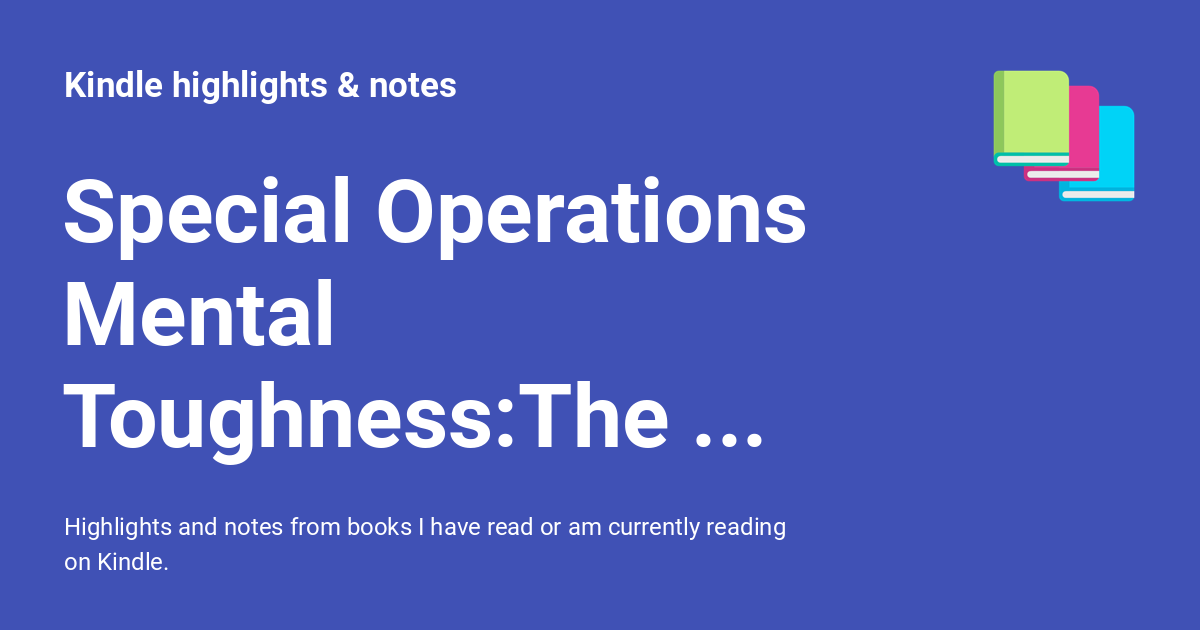 Kindle highlights & notes
Special Operations
Mental
Toughness:The ...
Highlights and notes from books I have read or am currently reading
on Kindle.